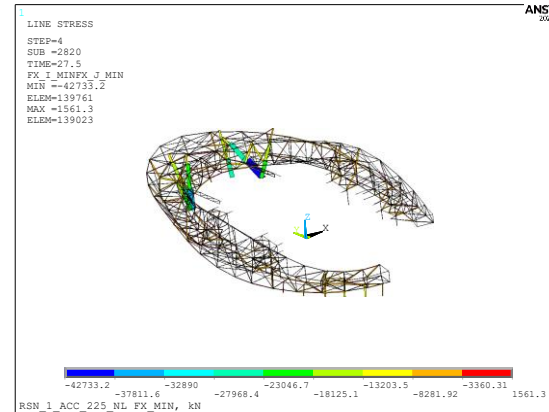 1
ANS
202
LINE STRESS
STEP=4
SUB =2820
TIME=27.5
FX_I_MINFX_J_MIN
MIN =-42733.2
ELEM=139761
MAX =1561.3
ELEM=139023
Z
X
-42733.2 -32890 -23046.7 -13203.5 -3360.31
-37811.6 -27968.4 -18125.1 -8281.92 1561.3
RSN_1_ACC_225_NL FX_MIN, kN